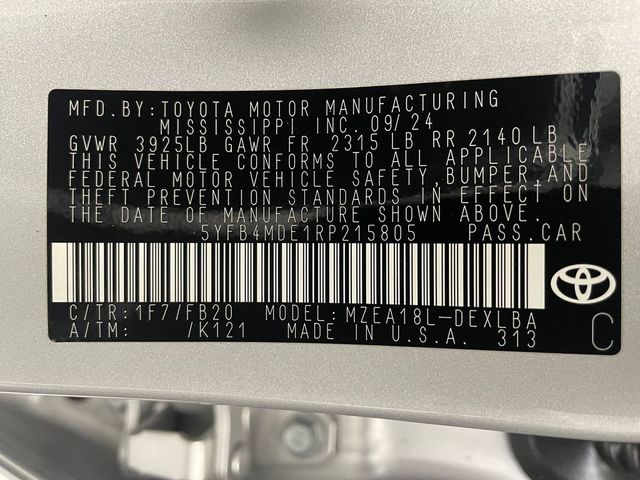 MFD.BY:TOYOTA MOTOR MANUFACTURING
MISSISSIPPI INC. 09/24
GVWR 3925LB GAWR FR 2315 LB RR 2140 LB
THIS VEHICLE CONFORMS TO ALL APPLICABLE
FEDERAL MOTOR VEHICLE SAFETY, BUMPER, AND
THEFT PREVENTION STANDARDS IN EFFECT ON
THE DATE OF MANUFACTURE SHOWN ABOVE.
5YFB4MDE1RP215805 PASS.CAR
C/TR:1F7/FB20 MODEL:MZEA18L-DEXLBA
A/TM: /K121 MADE IN U.S.A. 313 C